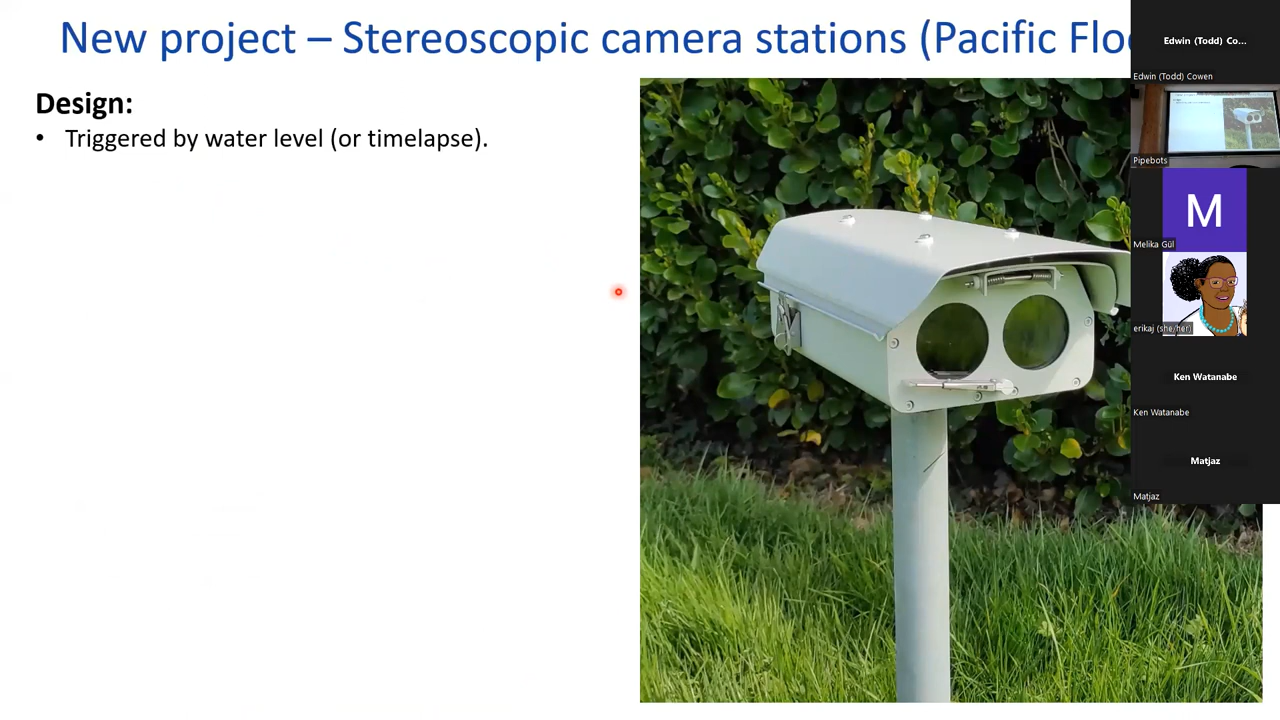 New project – Stereoscopic camera stations (Pacific Floo
Design:
• Triggered by water level (or timelapse).
Edwin (Todd) Co...
Edwin (Todd) Cowen
Pipebots
M
Melika Gül
erikaj (she/her)
Ken Watanabe
Ken Watanabe
Matjaz
Matjaz